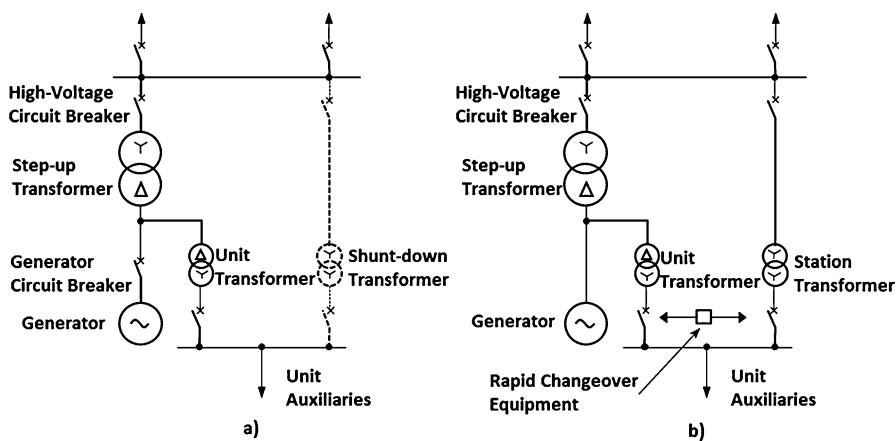 High-Voltage
Circuit Breaker
Step-up
Transformer
Generator
Circuit Breaker
Generator
Unit
Transformer
Shunt-down
Transformer
Unit
Auxiliaries
a)
High-Voltage
Circuit Breaker
Step-up
Transformer
Generator
Unit
Transformer
Station
Transformer
Rapid Changeover
Equipment
Unit
Auxiliaries
b)